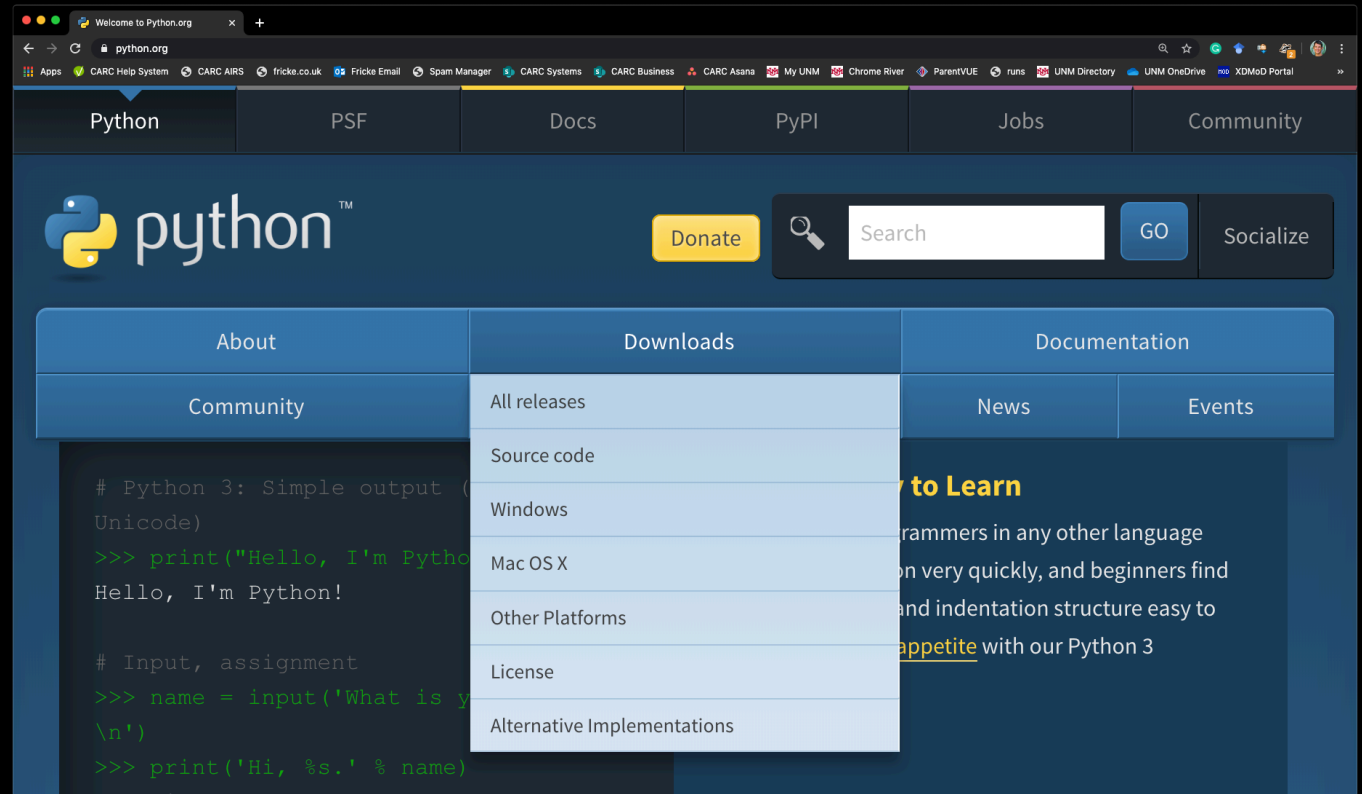 Welcome to Python.org
python.org
Apps CARC Help System CARC AIRS fricke.co.uk Fricke Email Spam Manager CARC Systems CARC Business CARC Asana My UNM Chrome River ParentVUE runs UNM Directory UNM OneDrive XDMoD Portal »
Python PSF Docs PyPI Jobs Community
python™
Donate Search GO Socialize
About Downloads Documentation
Community News Events
All releases
Source code
Windows
Mac OS X
Other Platforms
License
Alternative Implementations
# Python 3: Simple output (
Unicode)
>>> print("Hello, I'm Pytho
Hello, I'm Python!
# Input, assignment
>>> name = input('What is y
\n')
>>> print('Hi, %s.' % name)
to Learn
rammers in any other language
on very quickly, and beginners find
and indentation structure easy to
appetite with our Python 3